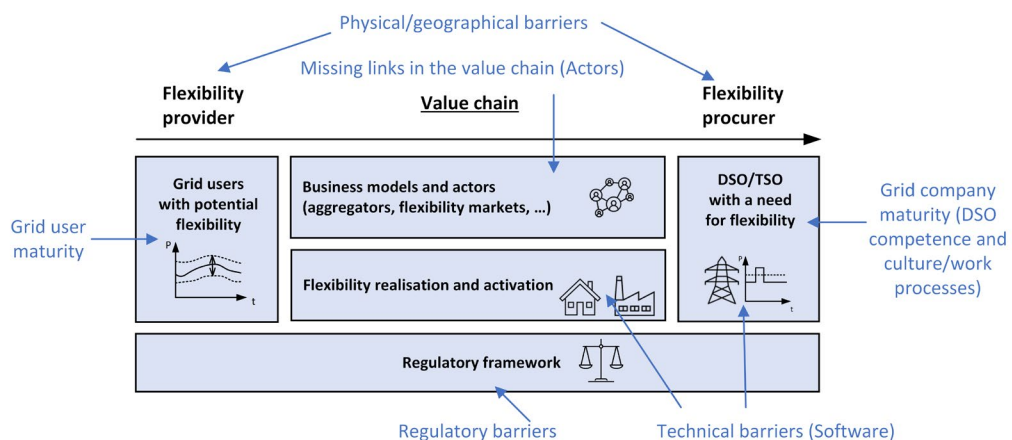 Physical/geographical barriers
Missing links in the value chain (Actors)
Flexibility
provider
Value chain
Flexibility
procurer
Grid users
with potential
flexibility
P
t
Business models and actors
(aggregators, flexibility markets, ...)
Flexibility realisation and activation
DSO/TSO
with a need
for flexibility
P
t
Grid user
maturity
Grid company
maturity (DSO
competence and
culture/work
processes)
Regulatory framework
Regulatory barriers
Technical barriers (Software)